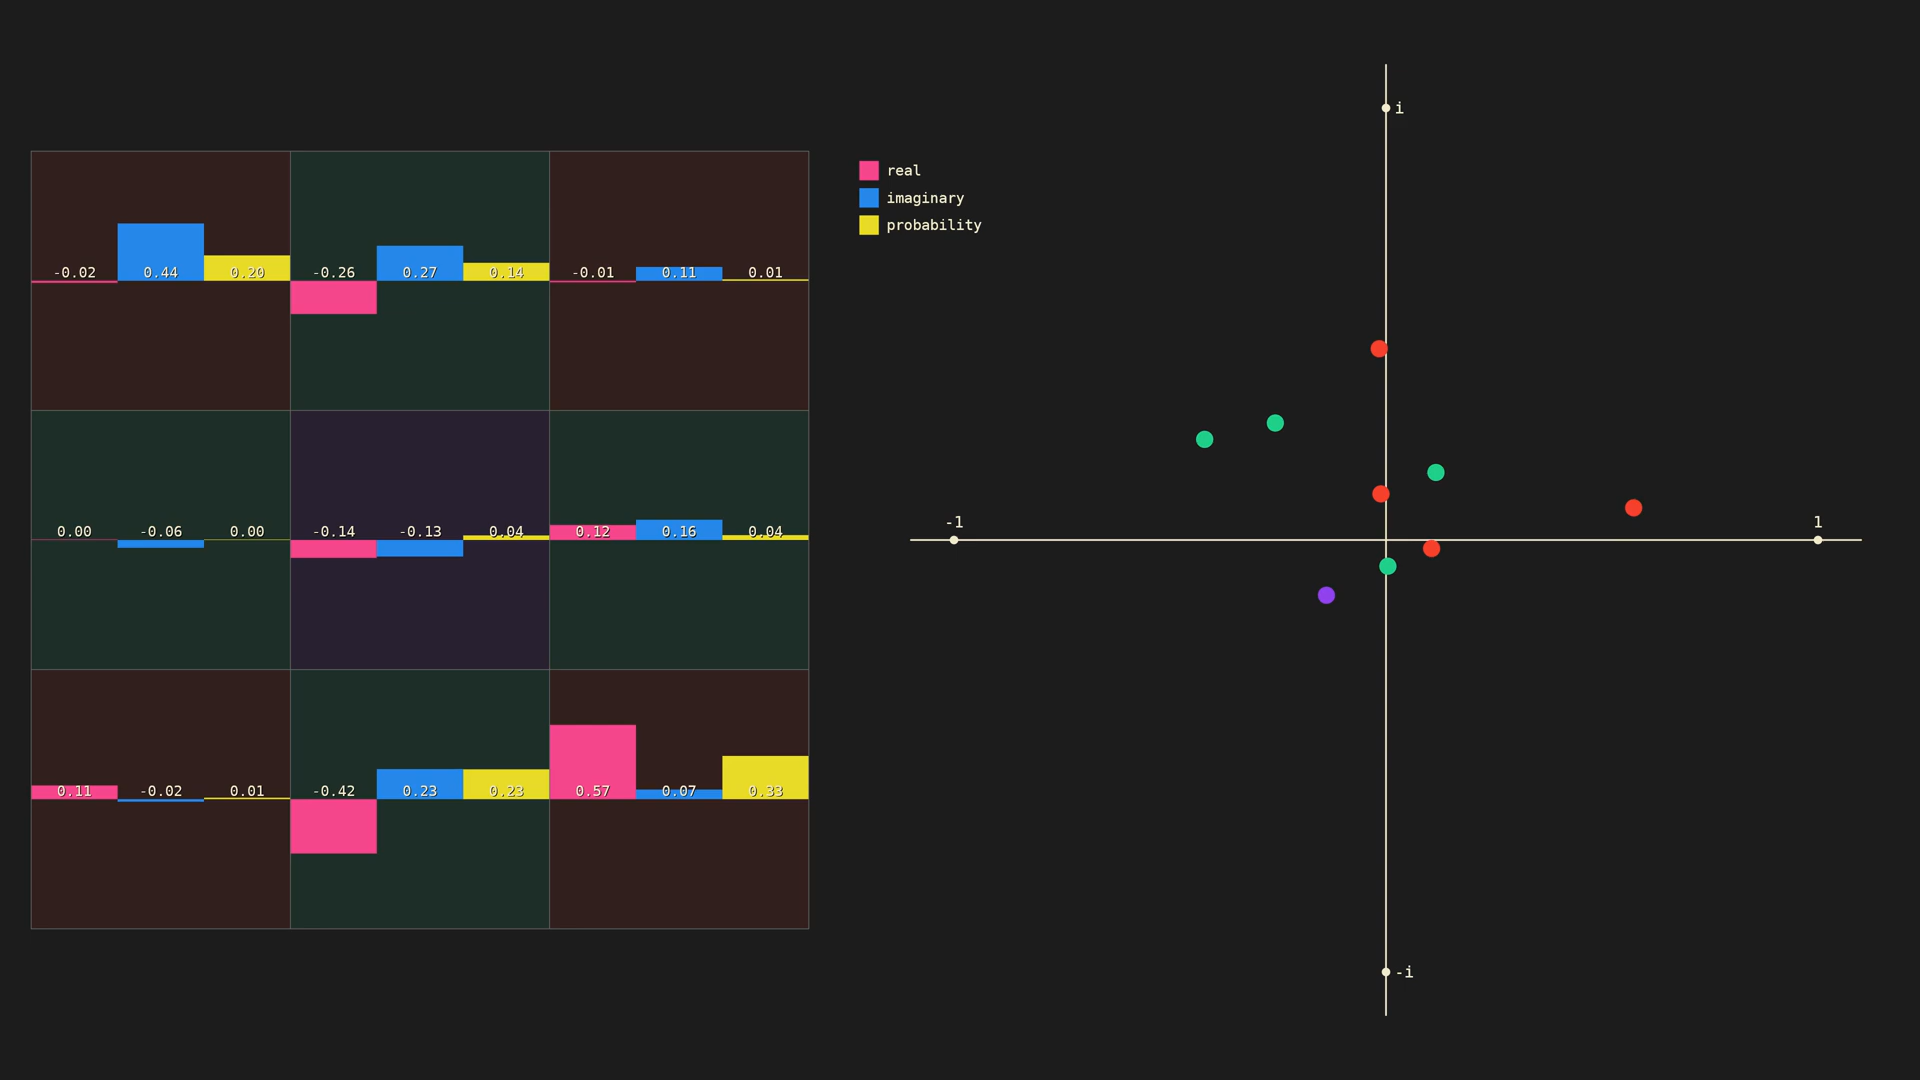 -0.02 0.44 0.20 -0.26 0.27 0.14 -0.01 0.11 0.01
0.00 -0.06 0.00 -0.14 -0.13 0.04 0.12 0.16 0.04
0.11 -0.02 0.01 -0.42 0.23 0.23 0.57 0.07 0.33
real
imaginary
probability
i
-1 1
-i